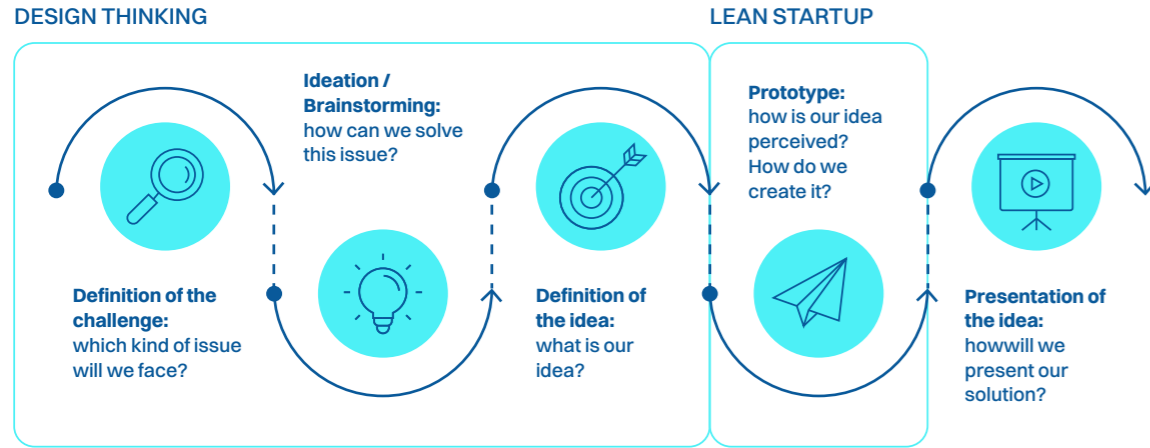 DESIGN THINKING
LEAN STARTUP
Definition of the
challenge:
which kind of issue
will we face?
Ideation /
Brainstorming:
how can we solve
this issue?
Definition of
the idea:
what is our
idea?
Prototype:
how is our idea
perceived?
How do we
create it?
Presentation of
the idea:
howwill we
present our
solution?